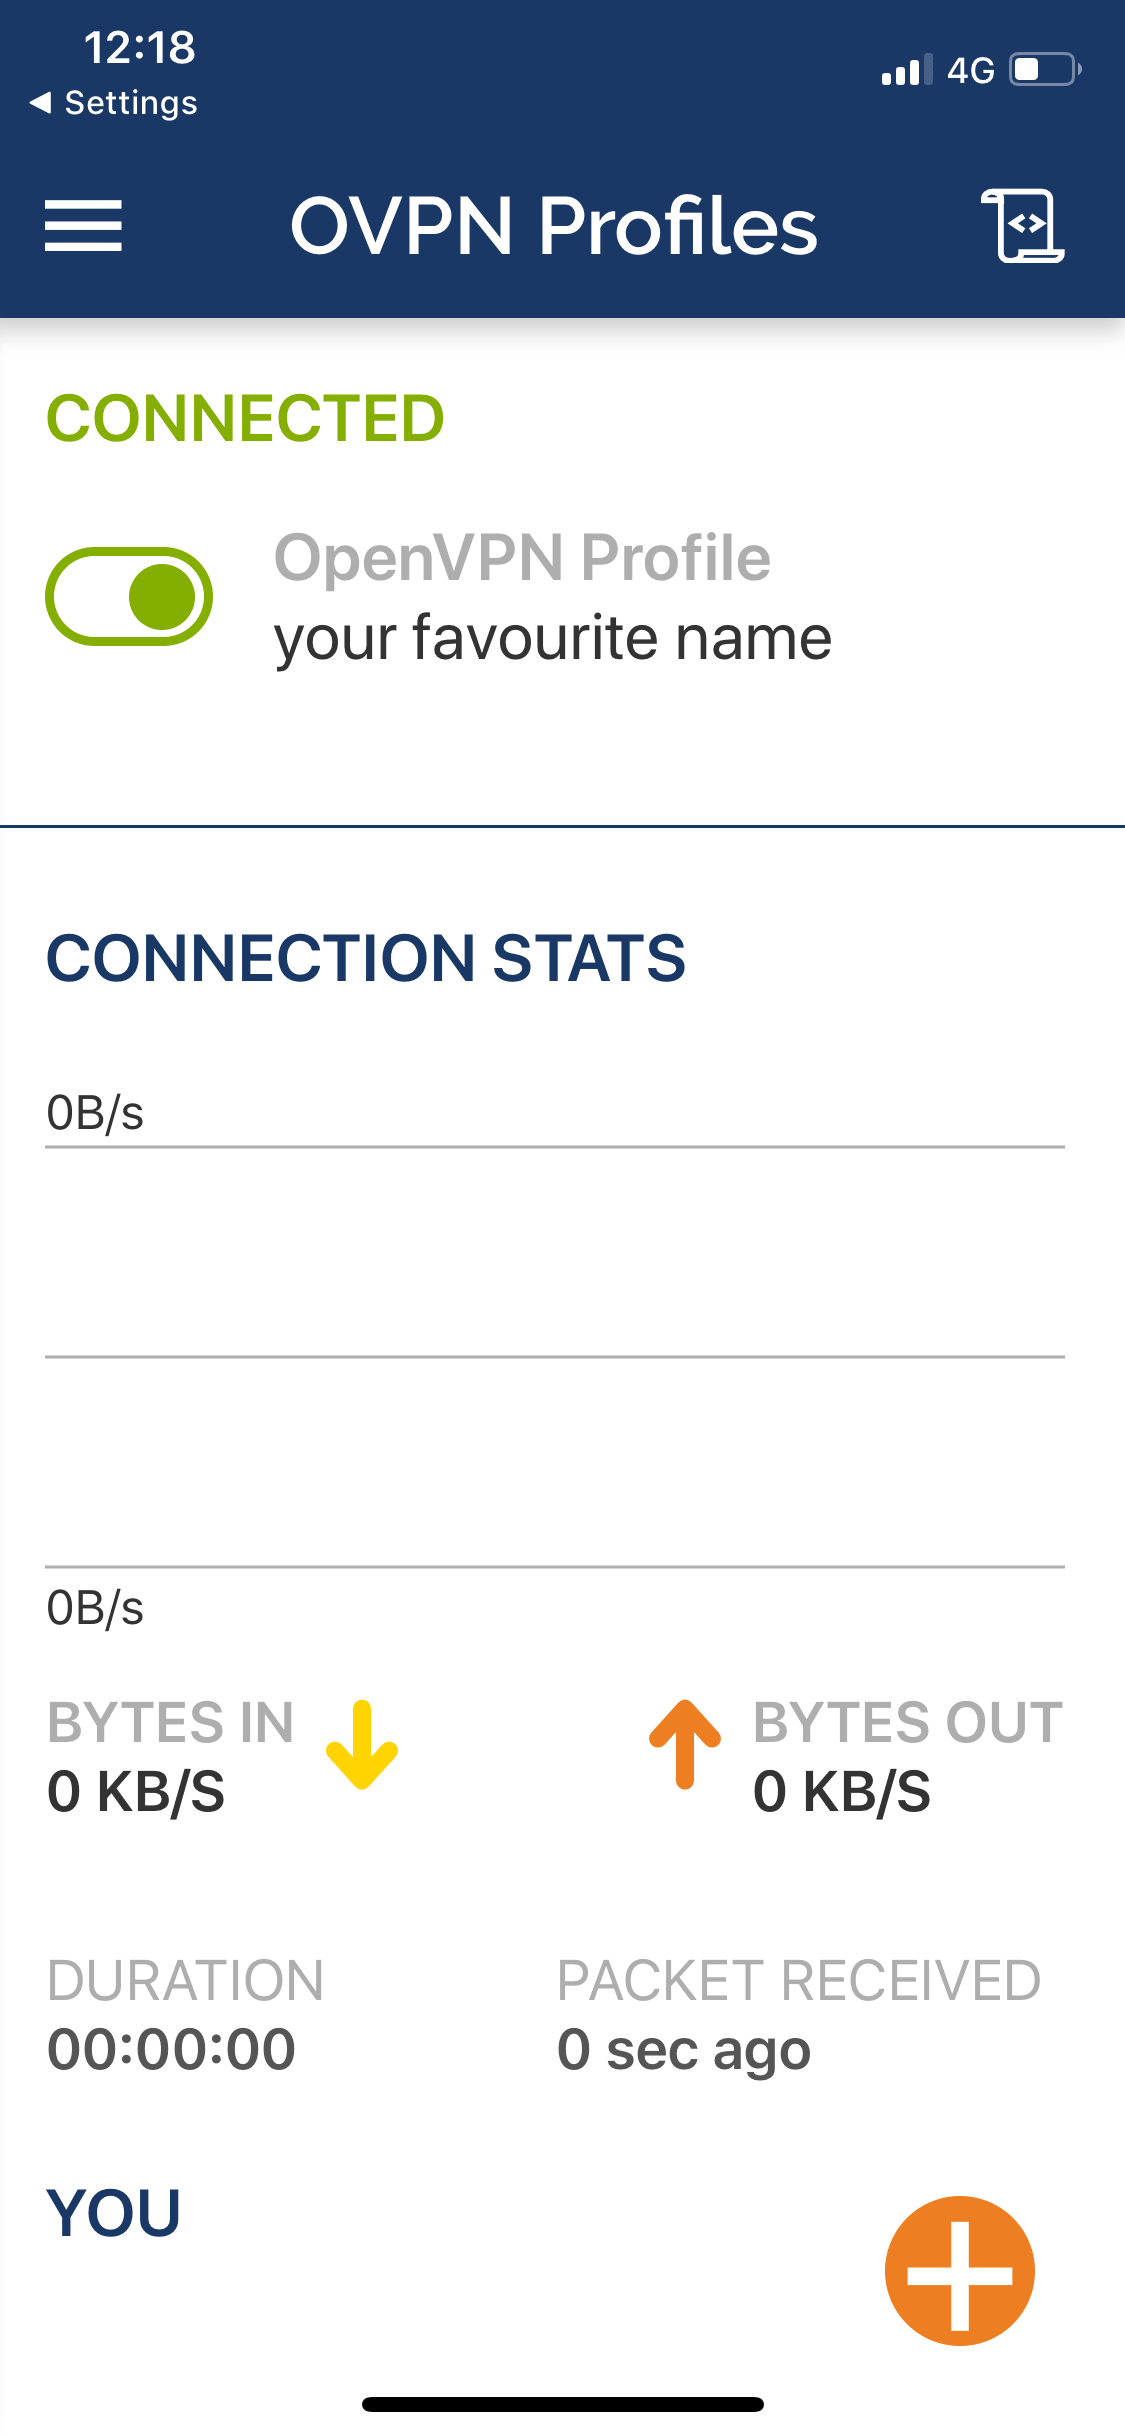 12:18
4G
◀ Settings
OVPN Profiles
CONNECTED
OpenVPN Profile
your favourite name
CONNECTION STATS
0B/s
0B/s
BYTES IN
0 KB/S
BYTES OUT
0 KB/S
DURATION
00:00:00
PACKET RECEIVED
0 sec ago
YOU